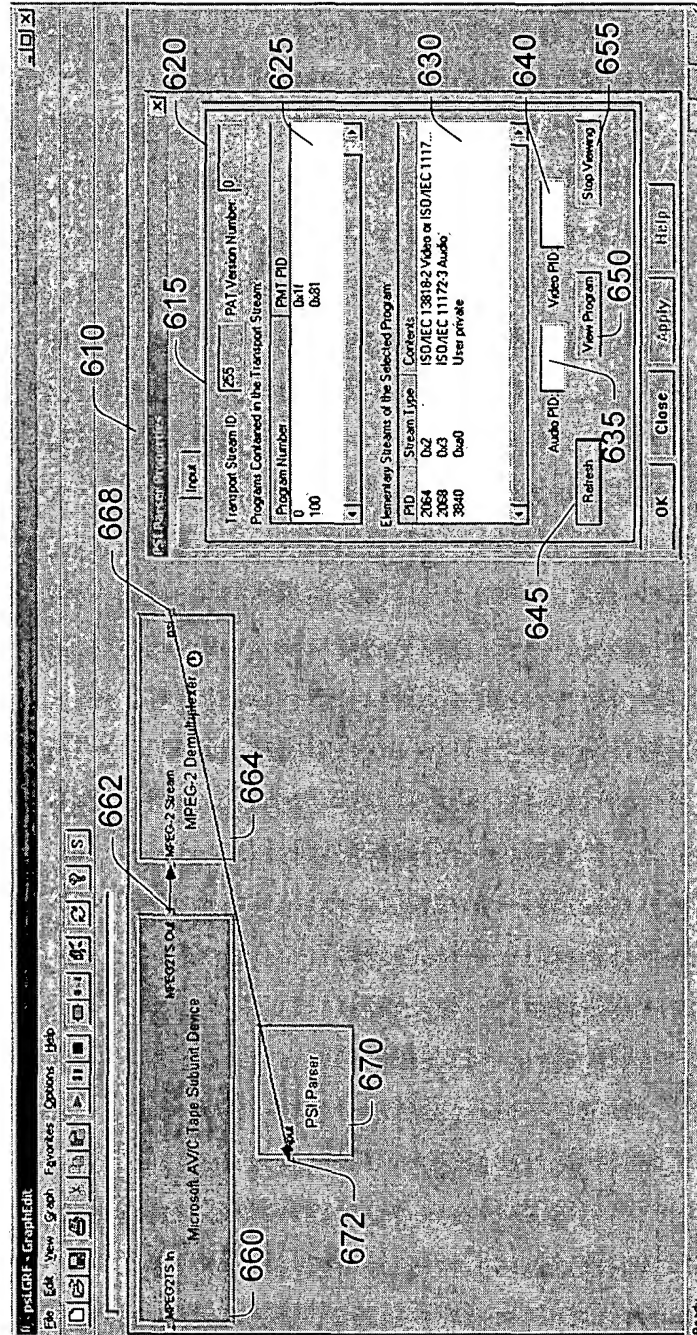 psi.GRF - GraphEdit
File Edit View Graph Favorites Options Help
610
662
668
615
620
MPEG2TS In
MPEG2TS Out
Microsoft AV/C Tape Subunit Device
660
MPEG-2 Stream
psi
MPEG-2 Demultiplexer
664
Input
PSI Parser
670
672
PSI Parser Properties
Input
Transport Stream ID: 255 PAT Version Number: 0
Programs Contained in the Transport Stream
Program Number: PMT PID
0 0x1f
100 0x81
625
Elementary Streams of the Selected Program
PID Stream Type Contents
2064 0x2 ISO/IEC 13818-2 Video or ISO/IEC 1117...
2068 0x3 ISO/IEC 11172-3 Audio
3840 0xa0 User private
630
Audio PID: Video PID:
640
Refresh View Program Stop Viewing
645
635
650
655
OK Close Apply Help